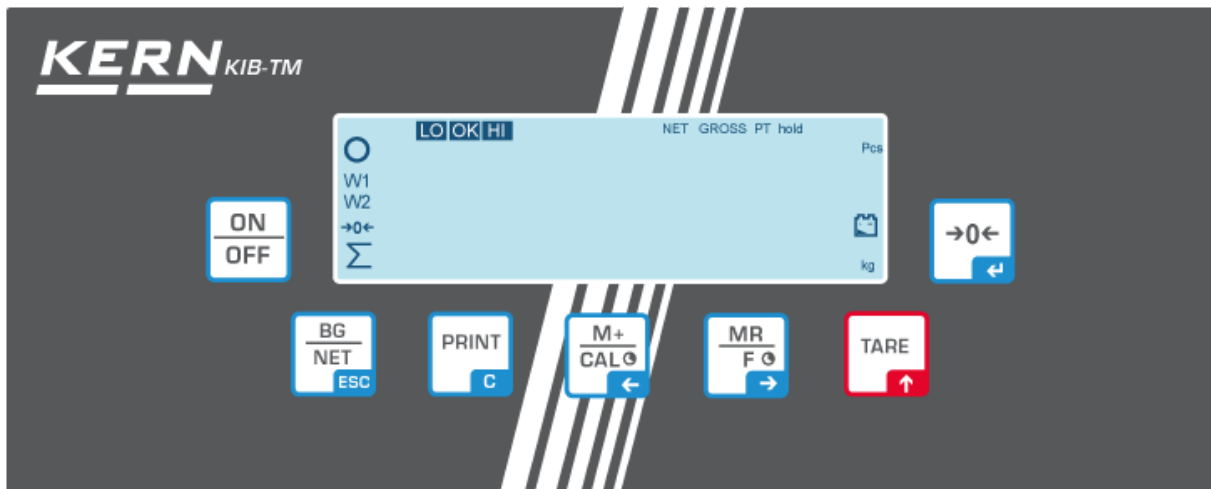 KERN KIB-TM
LO OK HI NET GROSS PT hold
Pcs
W1
W2
→0←
Σ
kg
ON
OFF
→0←
BG
NET
ESC
PRINT
C
M+
CAL
←
MR
F
→
TARE
↑